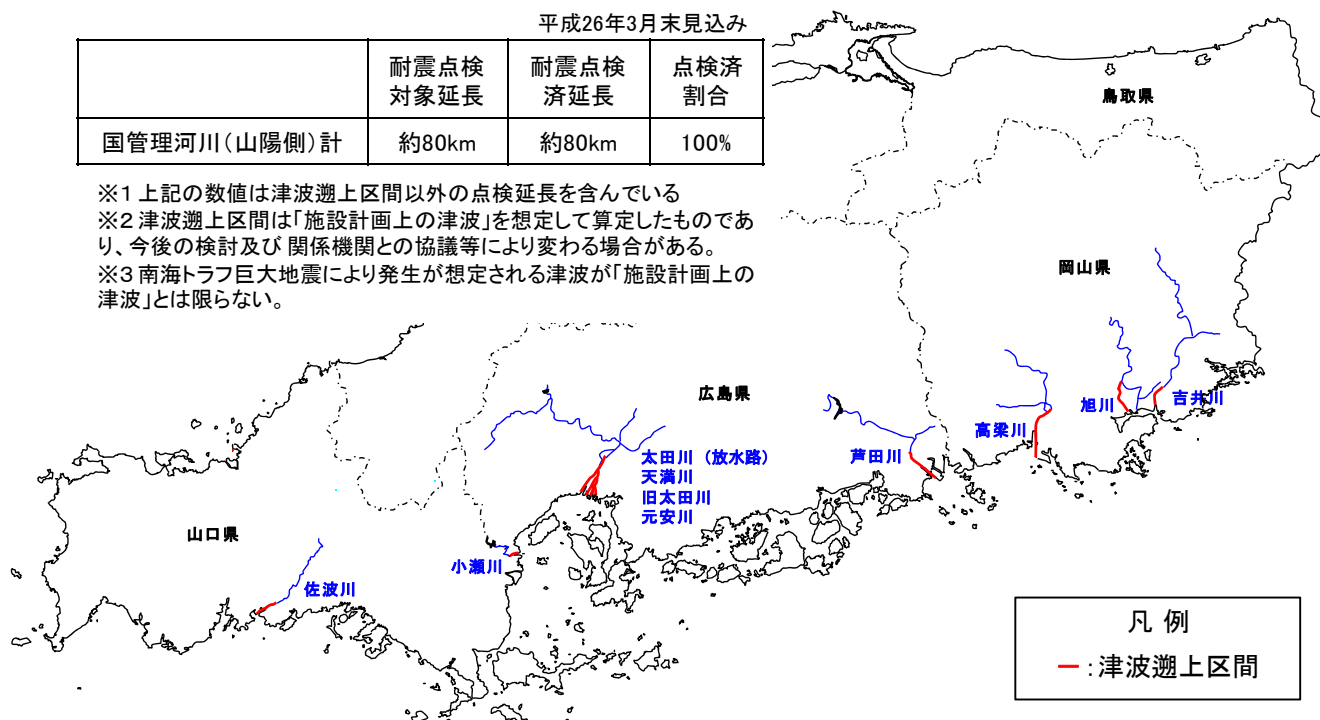 平成26年3月末見込み
耐震点検 対象延長 耐震点検 済延長 点検済 割合
国管理河川(山陽側)計 約80km 約80km 100%
※1 上記の数値は津波遡上区間以外の点検延長を含んでいる
※2 津波遡上区間は「施設計画上の津波」を想定して算定したものであ
り、今後の検討及び 関係機関との協議等により変わる場合がある。
※3 南海トラフ巨大地震により発生が想定される津波が「施設計画上の
津波」とは限らない。
鳥取県
岡山県
広島県
山口県
旭川
吉井川
高梁川
芦田川
太田川 (放水路)
天満川
旧太田川
元安川
小瀬川
佐波川
凡 例
:津波遡上区間